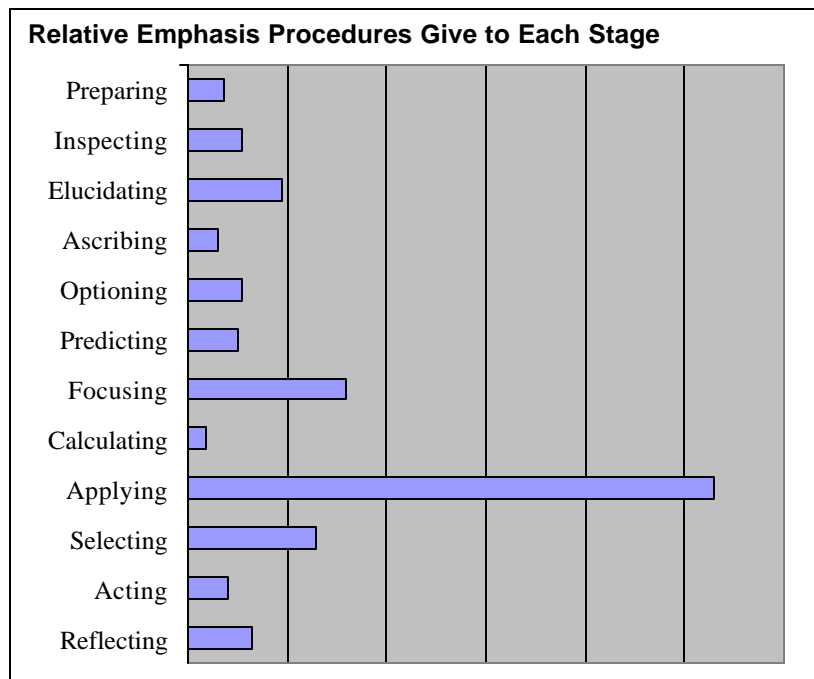 Relative Emphasis Procedures Give to Each Stage
Preparing
Inspecting
Elucidating
Ascribing
Optioning
Predicting
Focusing
Calculating
Applying
Selecting
Acting
Reflecting